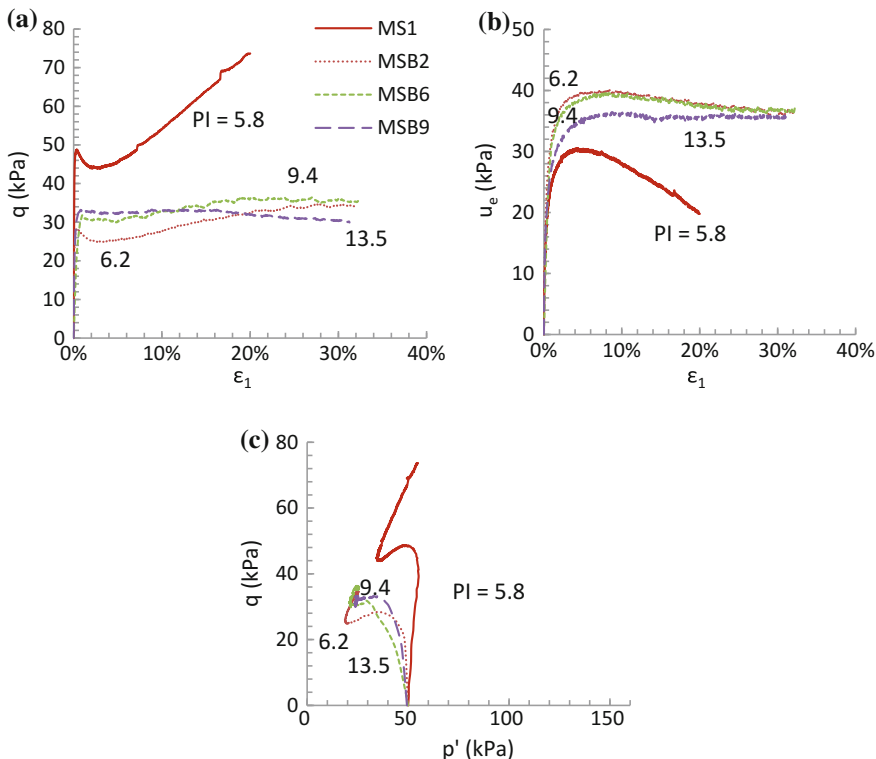 (a)
80
70
60
50
40
30
20
10
0
q (kPa)
0% 10% 20% 30% 40%
ε1
MS1
MSB2
MSB6
MSB9
PI = 5.8
9.4
6.2
13.5
(b)
50
40
30
20
10
0
ue (kPa)
0% 10% 20% 30% 40%
ε1
6.2
9.4
13.5
PI = 5.8
(c)
80
60
40
20
0
q (kPa)
0 50 100 150
p' (kPa)
9.4
PI = 5.8
6.2
13.5